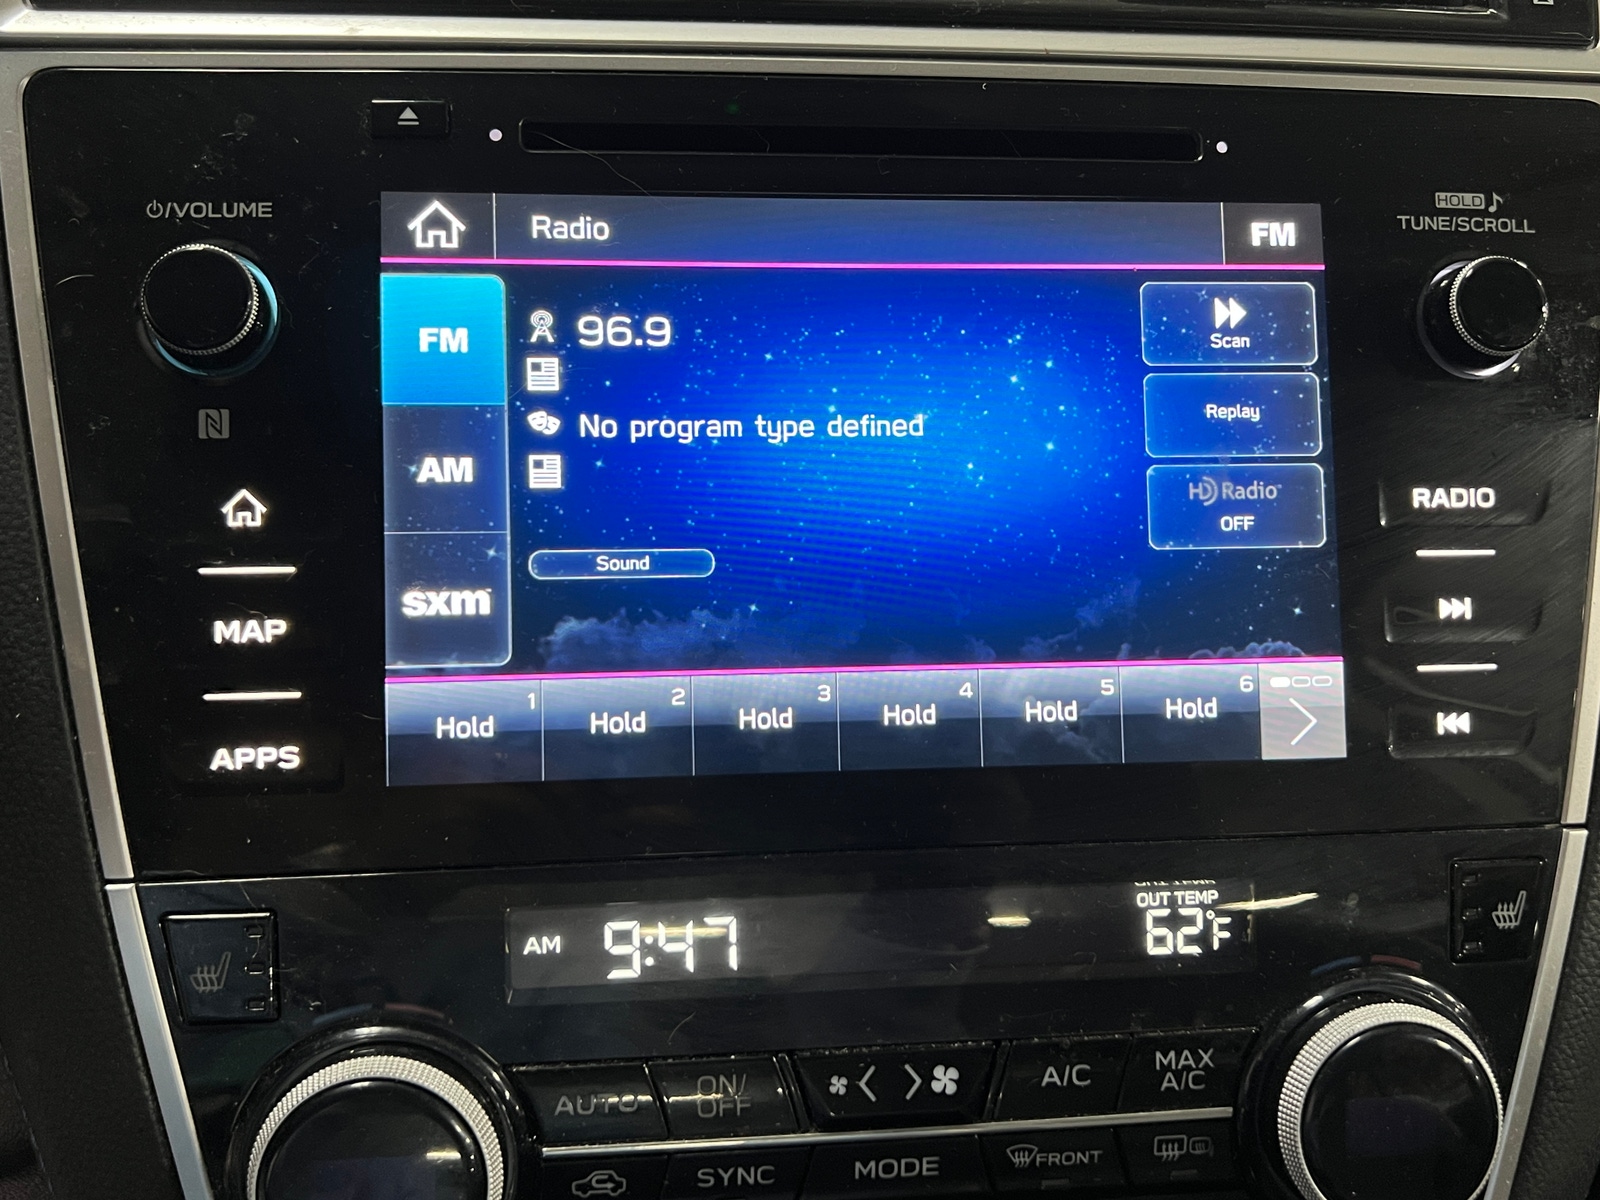 ⏻/VOLUME
HOLD
TUNE/SCROLL
Radio
FM
FM
96.9
Scan
No program type defined
Replay
AM
HD Radio™
OFF
RADIO
Sound
sxm
MAP
1 Hold
2 Hold
3 Hold
4 Hold
5 Hold
6 Hold
APPS
AM 9:47
OUT TEMP
62°F
AUTO
ON/
OFF
A/C
MAX
A/C
SYNC
MODE
FRONT